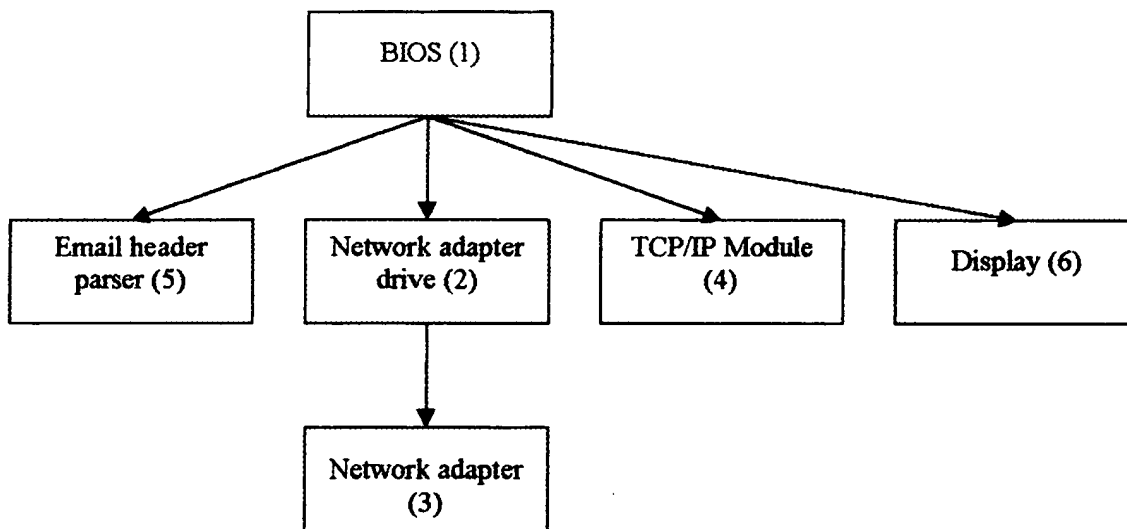 BIOS (1)
Email header
parser (5)
Network adapter
drive (2)
TCP/IP Module
(4)
Display (6)
Network adapter
(3)